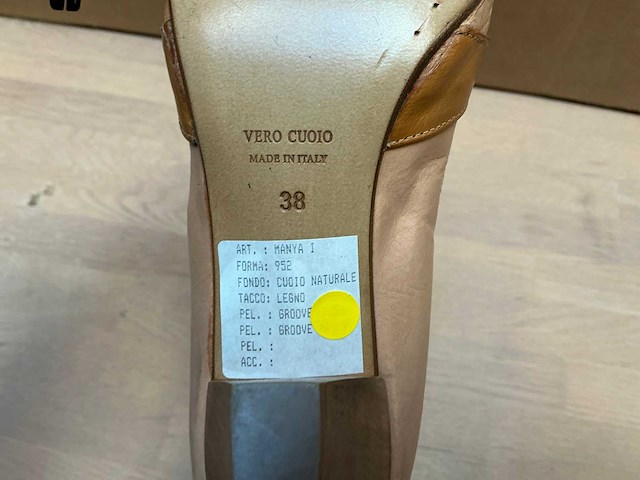 VERO CUOIO
MADE IN ITALY
38
ART. : MANYA I
FORMA: 952
FONDO: CUOIO NATURALE
TACCO: LEGNO
PEL. : GROOVE
PEL. : GROOVE
PEL. :
ACC. :